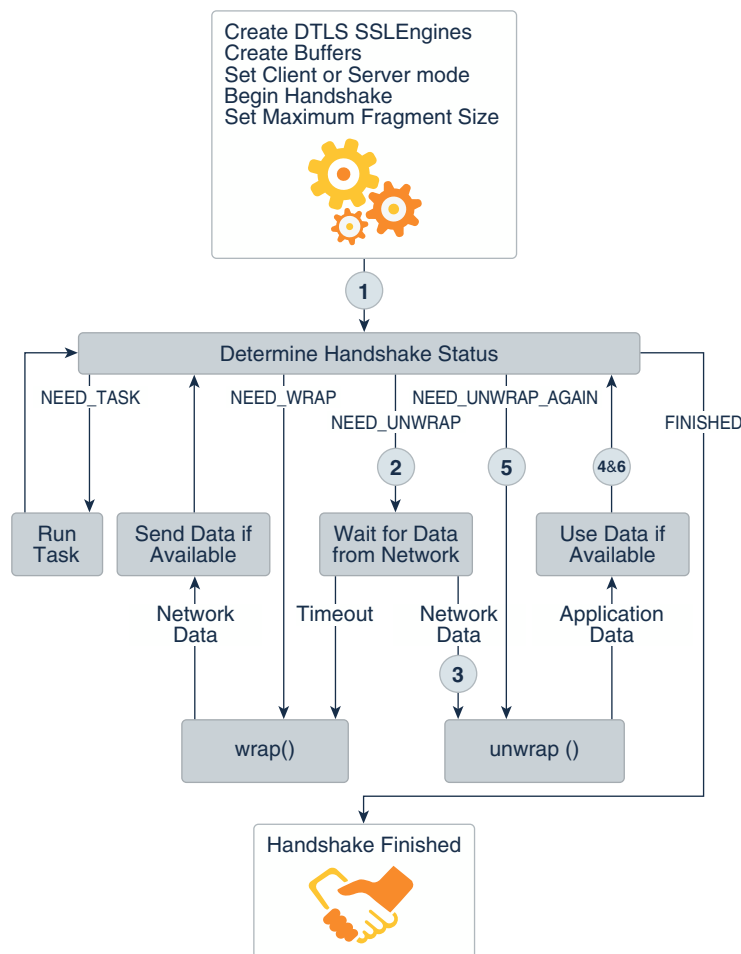 Create DTLS SSLEngines
Create Buffers
Set Client or Server mode
Begin Handshake
Set Maximum Fragment Size
1
Determine Handshake Status
NEED_TASK
NEED_WRAP
NEED_UNWRAP
NEED_UNWRAP_AGAIN
FINISHED
2
5
4&6
Run
Task
Send Data if
Available
Wait for Data
from Network
Use Data if
Available
Network
Data
Timeout
Network
Data
Application
Data
3
wrap()
unwrap ()
Handshake Finished